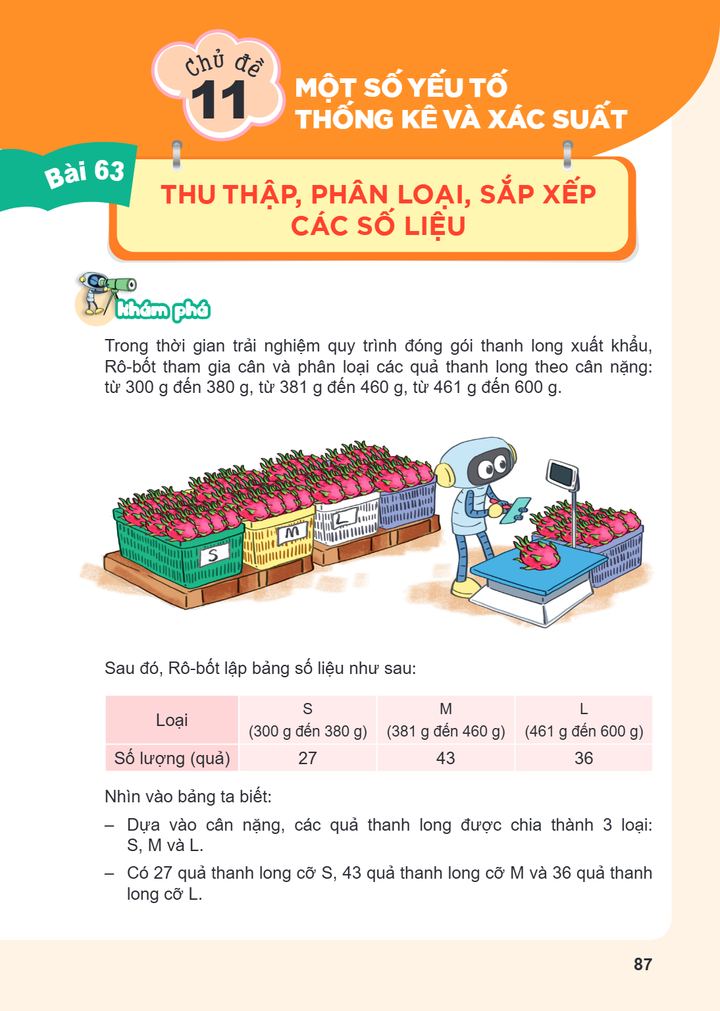 Chủ đề
11
MỘT SỐ YẾU TỐ
THỐNG KÊ VÀ XÁC SUẤT
Bài 63
THU THẬP, PHÂN LOẠI, SẮP XẾP
CÁC SỐ LIỆU
khám phá
Trong thời gian trải nghiệm quy trình đóng gói thanh long xuất khẩu,
Rô-bốt tham gia cân và phân loại các quả thanh long theo cân nặng:
từ 300 g đến 380 g, từ 381 g đến 460 g, từ 461 g đến 600 g.
S
M
L
Sau đó, Rô-bốt lập bảng số liệu như sau:
Loại
S
(300 g đến 380 g)
M
(381 g đến 460 g)
L
(461 g đến 600 g)
Số lượng (quả) 27 43 36
Nhìn vào bảng ta biết:
– Dựa vào cân nặng, các quả thanh long được chia thành 3 loại:
S, M và L.
– Có 27 quả thanh long cỡ S, 43 quả thanh long cỡ M và 36 quả thanh
long cỡ L.
87